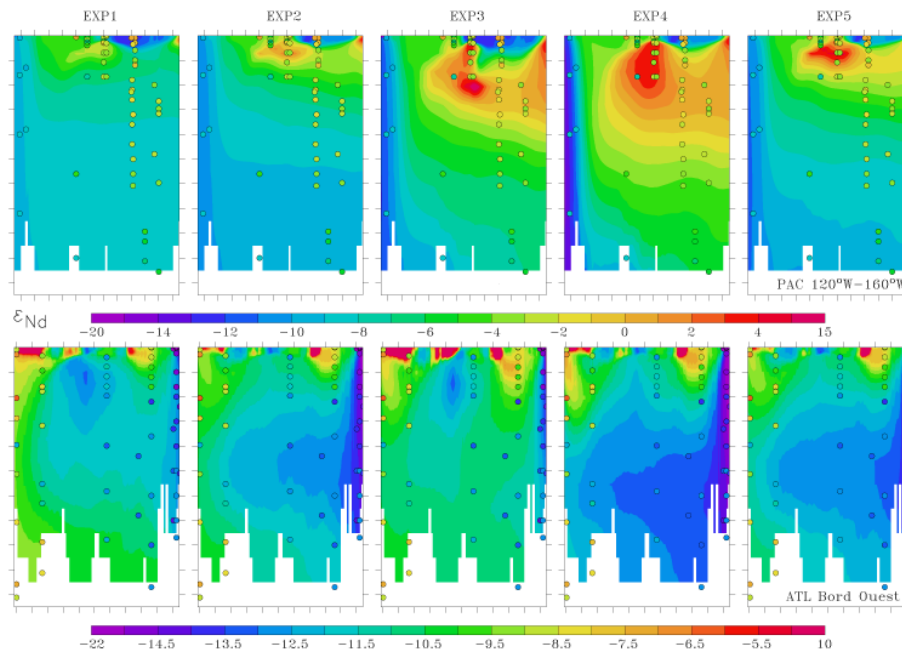 EXP1 EXP2 EXP3 EXP4 EXP5
PAC 120°W−160°W
εNd
−20 −14 −12 −10 −8 −6 −4 −2 0 2 4 15
ATL Bord Ouest
−22 −14.5 −13.5 −12.5 −11.5 −10.5 −9.5 −8.5 −7.5 −6.5 −5.5 10